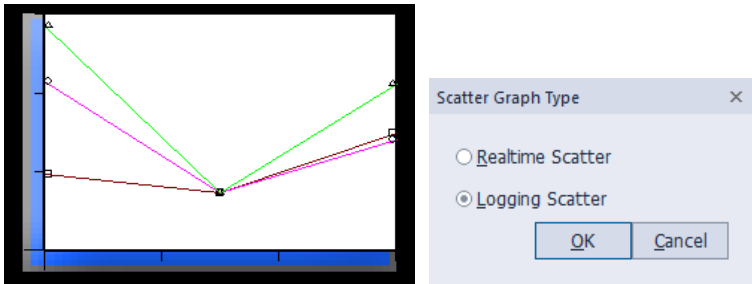 Scatter Graph Type
Realtime Scatter
Logging Scatter
OK Cancel